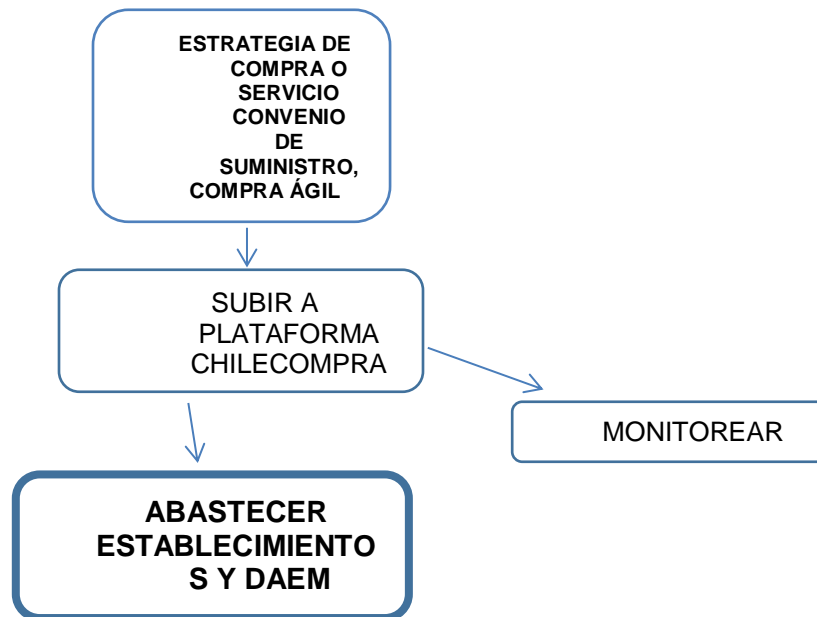 ESTRATEGIA DE
COMPRA O
SERVICIO
CONVENIO
DE
SUMINISTRO,
COMPRA ÁGIL
SUBIR A
PLATAFORMA
CHILECOMPRA
MONITOREAR
ABASTECER
ESTABLECIMIENTO
S Y DAEM